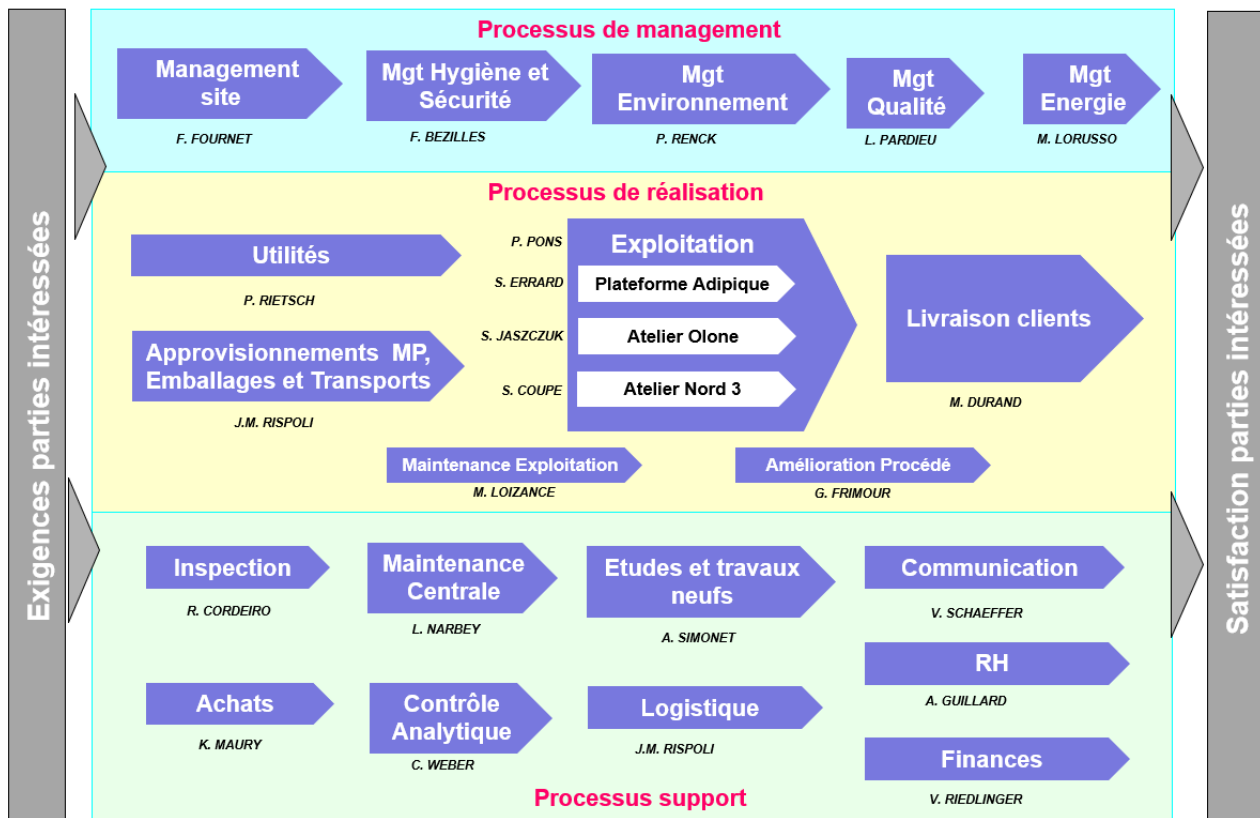 Exigences parties intéressées
Processus de management
Management
site
F. FOURNET
Mgt Hygiène et
Sécurité
F. BEZILLES
Mgt
Environnement
P. RENCK
Mgt
Qualité
L. PARDIEU
Mgt
Energie
M. LORUSSO
Processus de réalisation
Utilités
P. RIETSCH
Approvisionnements MP,
Emballages et Transports
J.M. RISPOLI
P. PONS
Exploitation
S. ERRARD
Plateforme Adipique
S. JASZCZUK
Atelier Olone
S. COUPE
Atelier Nord 3
Livraison clients
M. DURAND
Maintenance Exploitation
M. LOIZANCE
Amélioration Procédé
G. FRIMOUR
Inspection
R. CORDEIRO
Maintenance
Centrale
L. NARBEY
Etudes et travaux
neufs
A. SIMONET
Communication
V. SCHAEFFER
RH
A. GUILLARD
Achats
K. MAURY
Contrôle
Analytique
C. WEBER
Logistique
J.M. RISPOLI
Finances
V. RIEDLINGER
Processus support
Satisfaction parties intéressées